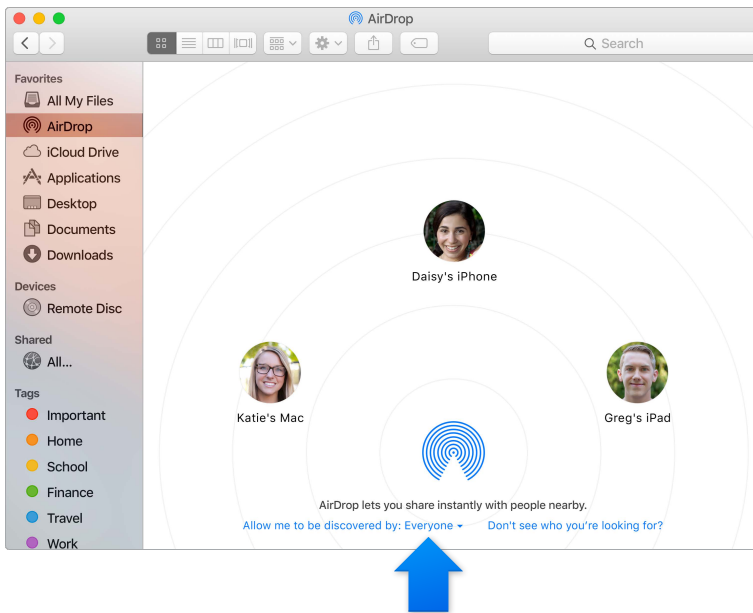 AirDrop
Search
Favorites
All My Files
AirDrop
iCloud Drive
Applications
Desktop
Documents
Downloads
Devices
Remote Disc
Shared
All...
Tags
Important
Home
School
Finance
Travel
Work
Daisy's iPhone
Katie's Mac
Greg's iPad
AirDrop lets you share instantly with people nearby.
Allow me to be discovered by: Everyone
Don't see who you're looking for?